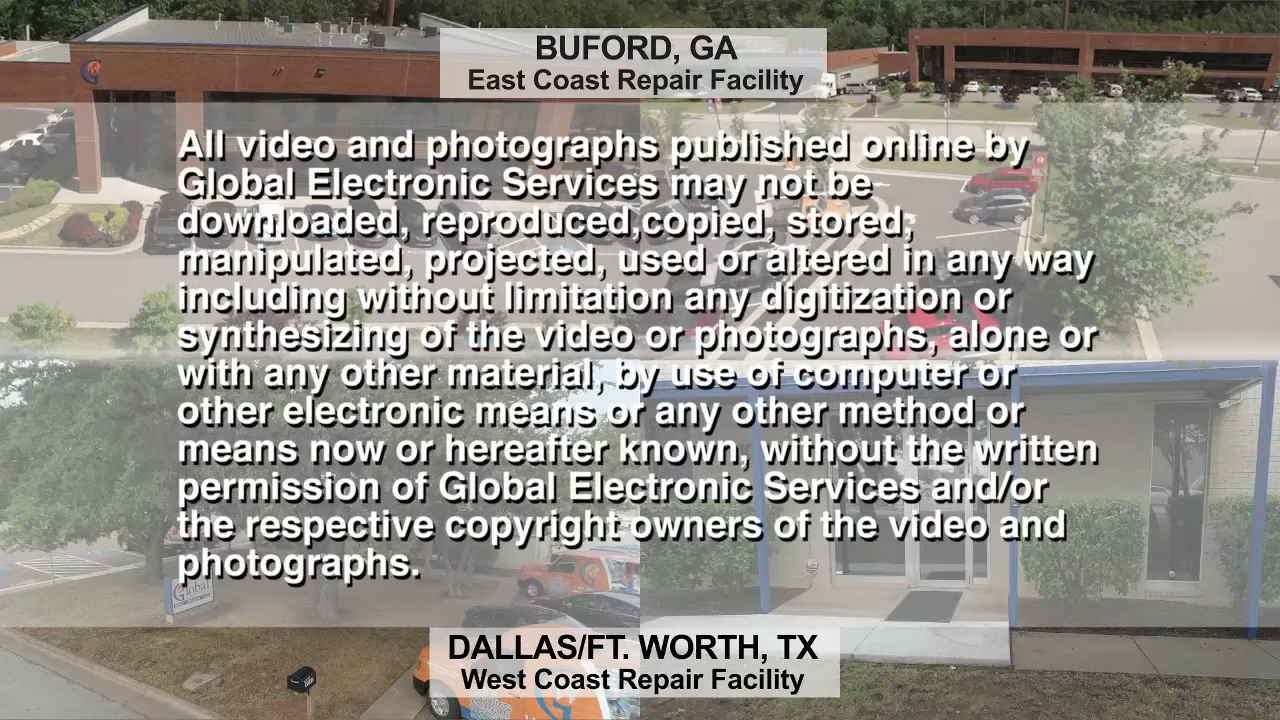 BUFORD, GA
East Coast Repair Facility
All video and photographs published online by
Global Electronic Services may not be
downloaded, reproduced,copied, stored,
manipulated, projected, used or altered in any way
including without limitation any digitization or
synthesizing of the video or photographs, alone or
with any other material, by use of computer or
other electronic means or any other method or
means now or hereafter known, without the written
permission of Global Electronic Services and/or
the respective copyright owners of the video and
photographs.
Global
DALLAS/FT. WORTH, TX
West Coast Repair Facility